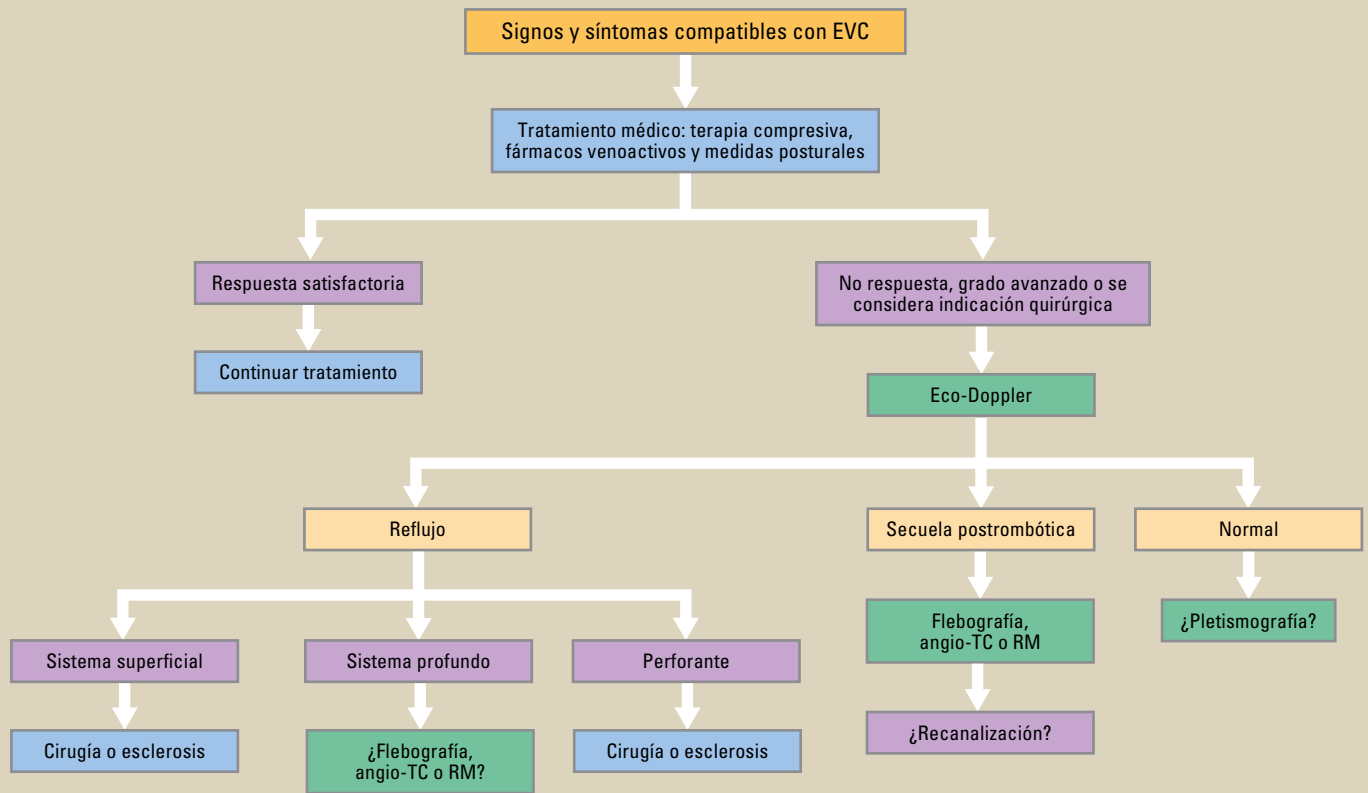 Signos y síntomas compatibles con EVC
Tratamiento médico: terapia compresiva,
fármacos venoactivos y medidas posturales
Respuesta satisfactoria
No respuesta, grado avanzado o se
considera indicación quirúrgica
Continuar tratamiento
Eco-Doppler
Reflujo
Secuela postrombótica
Normal
Flebografía,
angio-TC o RM
¿Pletismografía?
Sistema superficial
Sistema profundo
Perforante
¿Recanalización?
Cirugía o esclerosis
¿Flebografía,
angio-TC o RM?
Cirugía o esclerosis